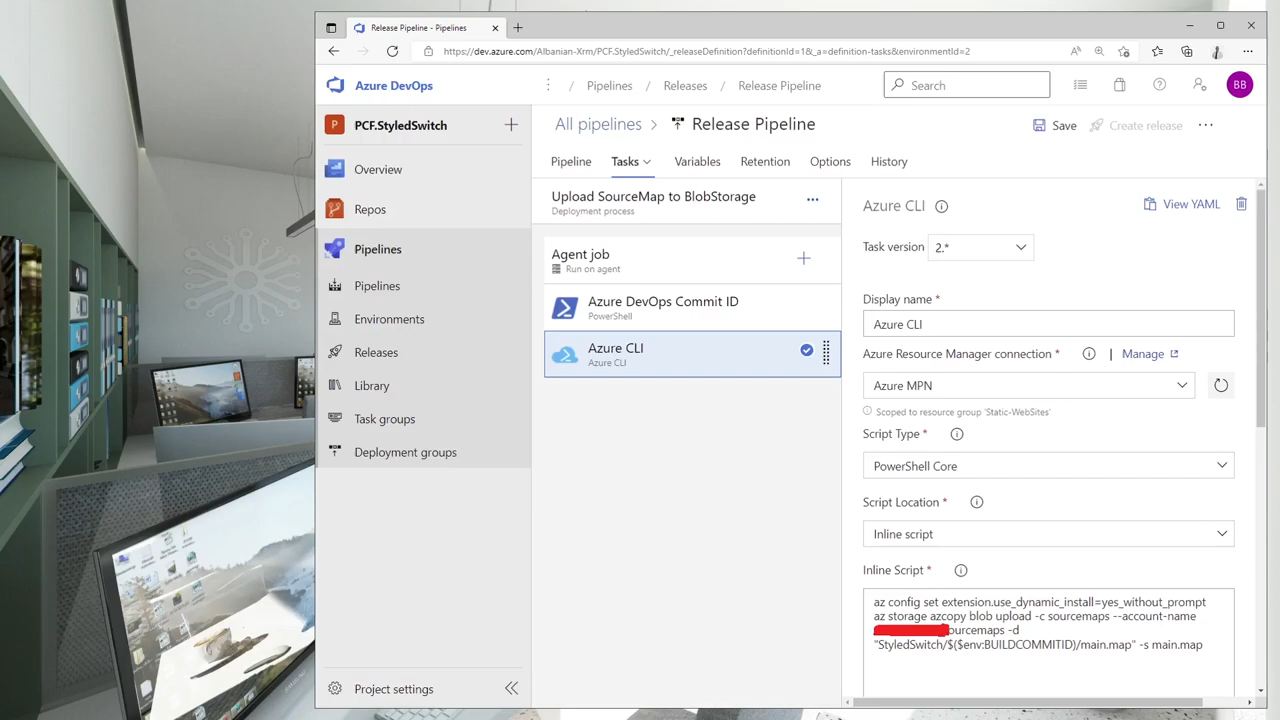 Release Pipeline - Pipelines
https://dev.azure.com/Albanian-Xrm/PCF.StyledSwitch/_releaseDefinition?definitionId=1&_a=definition-tasks&environmentId=2
Azure DevOps
/ Pipelines / Releases / Release Pipeline
Search
BB
P
PCF.StyledSwitch
All pipelines > Release Pipeline
Save
Create release
Pipeline Tasks Variables Retention Options History
Overview
Repos
Pipelines
Pipelines
Environments
Releases
Library
Task groups
Deployment groups
Project settings
Upload SourceMap to BlobStorage
Deployment process
Agent job
Run on agent
Azure DevOps Commit ID
PowerShell
Azure CLI
Azure CLI
Azure CLI
View YAML
Task version 2.*
Display name *
Azure CLI
Azure Resource Manager connection * | Manage
Azure MPN
Scoped to resource group 'Static-WebSites'
Script Type *
PowerShell Core
Script Location *
Inline script
Inline Script *
az config set extension.use_dynamic_install=yes_without_prompt
az storage azcopy blob upload -c sourcemaps --account-name
ourcemaps -d
"StyledSwitch/$($env:BUILDCOMMITID)/main.map" -s main.map